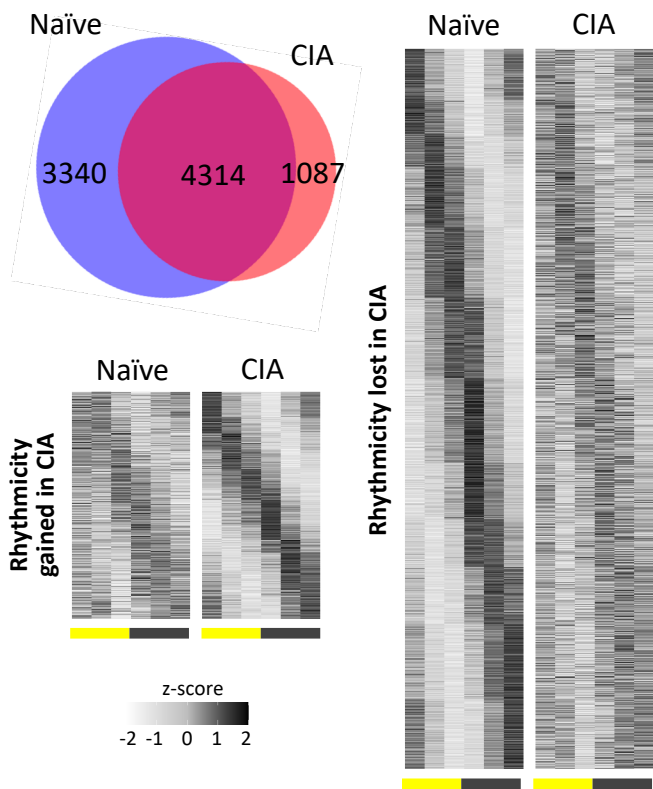 Naïve
CIA
3340
4314
1087
Naïve
CIA
Rhythmicity
gained in CIA
z-score
-2 -1 0 1 2
Naïve
CIA
Rhythmicity lost in CIA